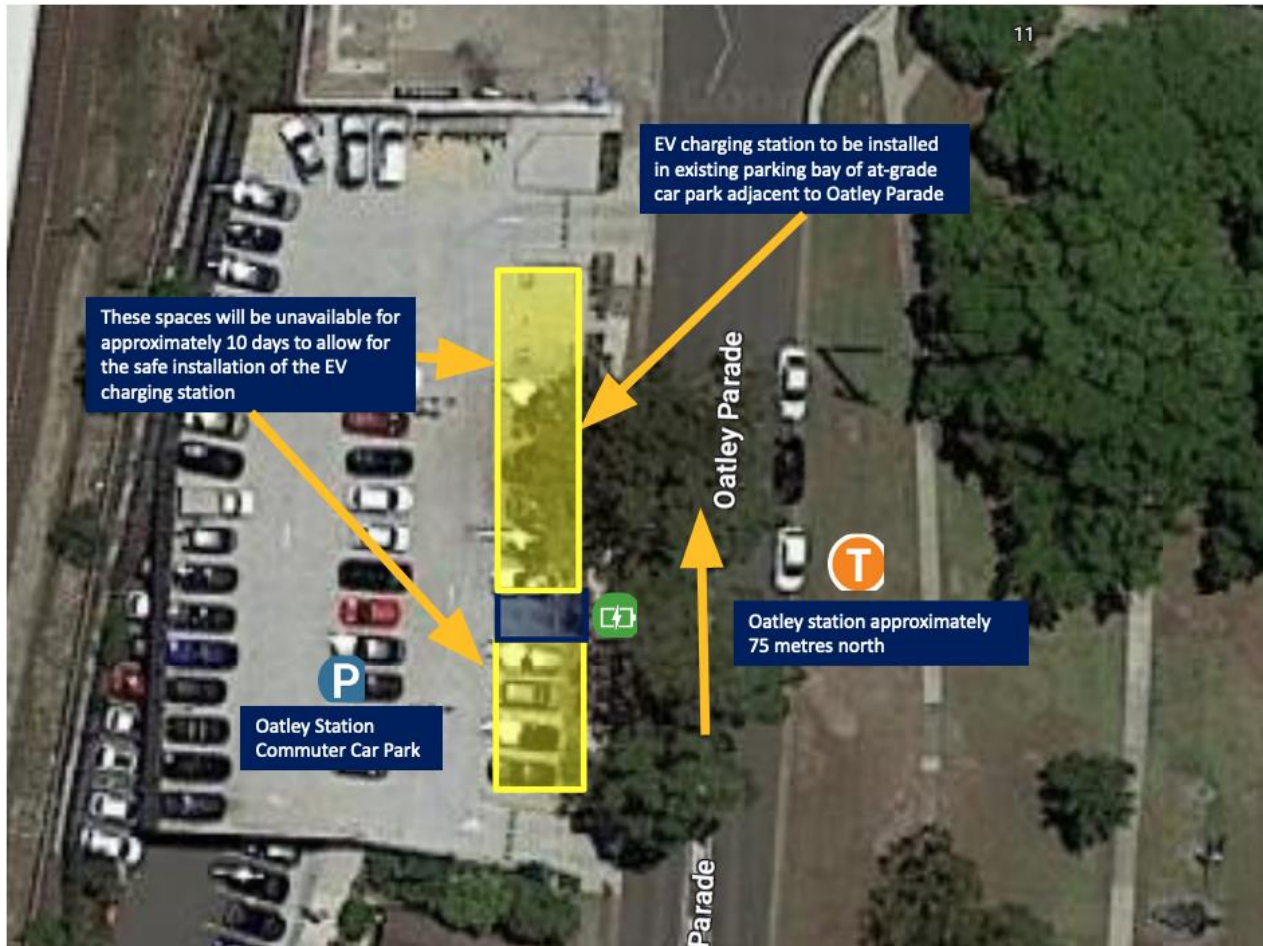 11
EV charging station to be installed
in existing parking bay of at-grade
car park adjacent to Oatley Parade
These spaces will be unavailable for
approximately 10 days to allow for
the safe installation of the EV
charging station
Oatley Parade
T
Oatley station approximately
75 metres north
P
Oatley Station
Commuter Car Park
Parade